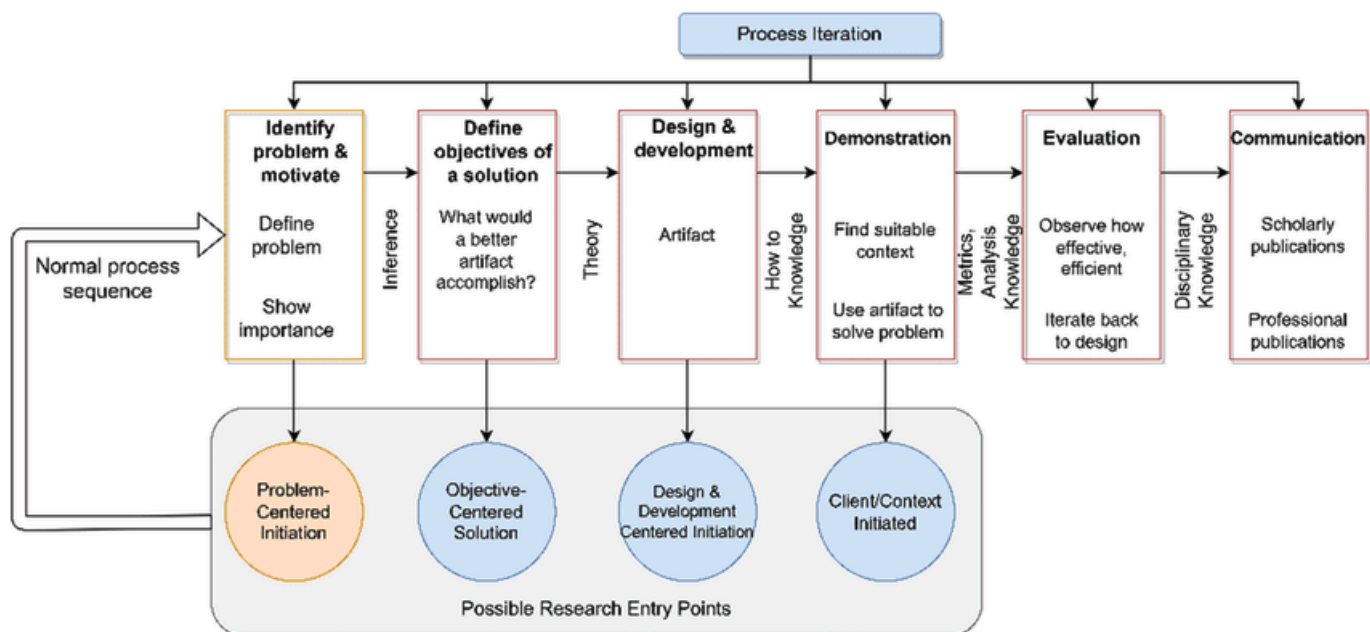 Process Iteration
Identify
problem &
motivate
Define
problem
Show
importance
Inference
Define
objectives of
a solution
What would
a better
artifact
accomplish?
Theory
Design &
development
Artifact
How to
Knowledge
Demonstration
Find suitable
context
Use artifact to
solve problem
Metrics,
Analysis
Knowledge
Evaluation
Observe how
effective,
efficient
Iterate back
to design
Disciplinary
Knowledge
Communication
Scholarly
publications
Professional
publications
Normal process
sequence
Problem-
Centered
Initiation
Objective-
Centered
Solution
Design &
Development
Centered Initiation
Client/Context
Initiated
Possible Research Entry Points